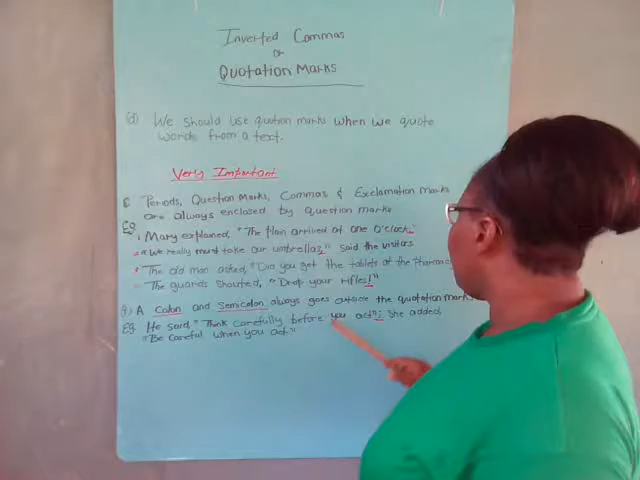 Inverted Commas
or
Quotation Marks
(d) We should use quotion marks when we quote
words from a text.
Very Important
Periods, Question Marks, Commas & Exclamation marks
are always enclosed by question marks
Eg
Mary explained, "The plan arrived at one O'clock."
"We really must take our umbrellas," Said the visitors
The old man asked, "Did you get the tablets at the Pharmac
The guards shouted, "Drop your rifles!"
(f) A Colon and Semicolon always goes outside the quotation marks
Eg. He Said, "Think carefully before you act"; She added,
"Be careful when you act."